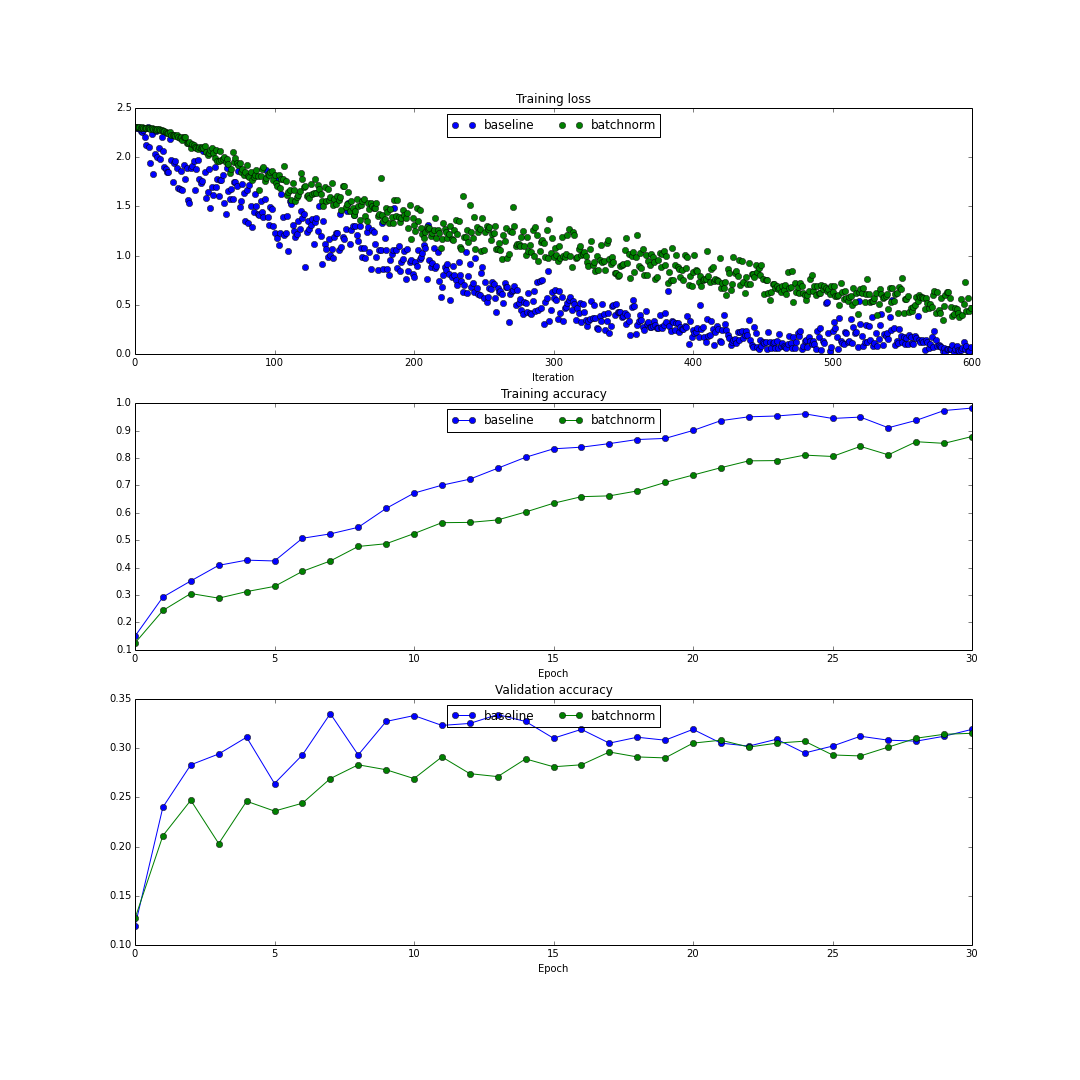 Training loss
2.5
2.0
1.5
1.0
0.5
0.0
baseline batchnorm
0 100 200 300 400 500 600
Iteration
Training accuracy
1.0
0.9
0.8
0.7
0.6
0.5
0.4
0.3
0.2
0.1
baseline batchnorm
0 5 10 15 20 25 30
Epoch
Validation accuracy
0.35
0.30
0.25
0.20
0.15
0.10
baseline batchnorm
0 5 10 15 20 25 30
Epoch